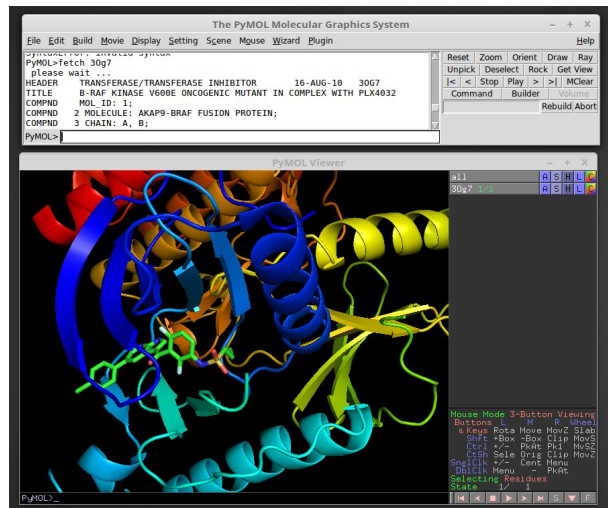 The PyMOL Molecular Graphics System
File Edit Build Movie Display Setting Scene Mouse Wizard Plugin Help
SyntaxError: invalid syntax
PyMOL>fetch 3Og7
please wait ...
HEADER TRANSFERASE/TRANSFERASE INHIBITOR 16-AUG-10 3OG7
TITLE B-RAF KINASE V600E ONCOGENIC MUTANT IN COMPLEX WITH PLX4032
COMPND MOL_ID: 1;
COMPND 2 MOLECULE: AKAP9-BRAF FUSION PROTEIN;
COMPND 3 CHAIN: A, B;
PyMOL>
Reset Zoom Orient Draw Ray
Unpick Deselect Rock Get View
|< < Stop Play > >| MClear
Command Builder Volume
Rebuild Abort
PyMOL Viewer
all A S H L C
3Og7 1/1 A S H L C
Mouse Mode 3-Button Viewing
Buttons L M R Wheel
& Keys Rota Move MovZ Slab
Shft +Box -Box Clip MovS
Ctrl +/- PkAt Pk1 MvSZ
CtSh Sele Orig Clip MovZ
SnglClk +/- Cent Menu
DblClk Menu - PkAt
Selecting Residues
State 1/ 1
S F
PyMOL>_